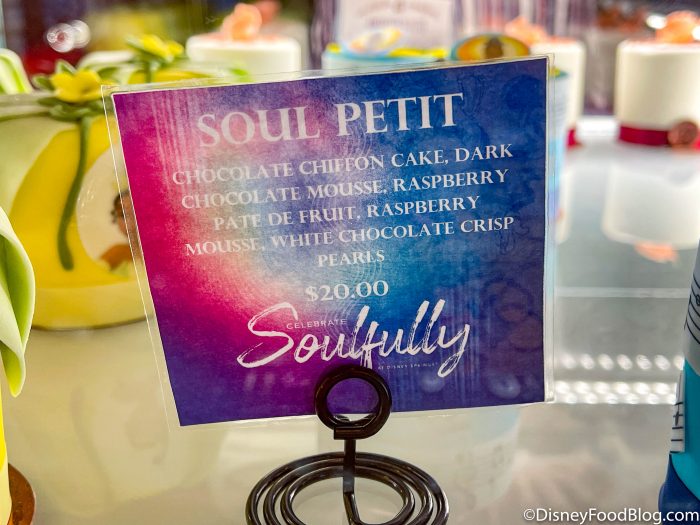 SOUL PETIT
CHOCOLATE CHIFFON CAKE, DARK
CHOCOLATE MOUSSE, RASPBERRY
PATE DE FRUIT, RASPBERRY
MOUSSE, WHITE CHOCOLATE CRISP
PEARLS
$20.00
CELEBRATE
Soulfully
AT DISNEY SPRINGS
©DisneyFoodBlog.com